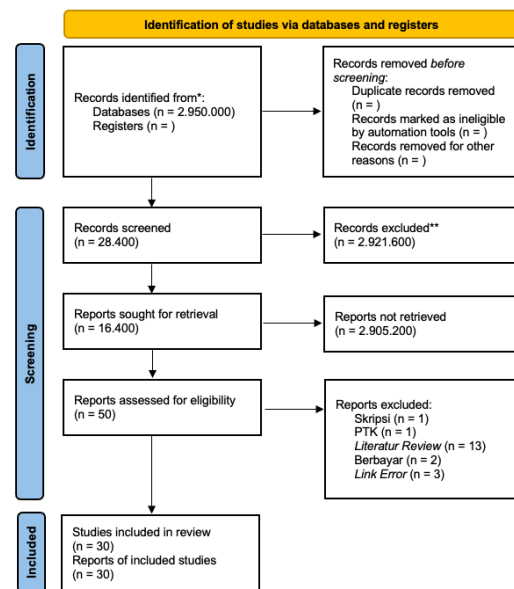 Identification of studies via databases and registers
Identification
Records identified from*:
Databases (n = 2.950.000)
Registers (n = )
Records removed before
screening:
Duplicate records removed
(n = )
Records marked as ineligible
by automation tools (n = )
Records removed for other
reasons (n = )
Screening
Records screened
(n = 28.400)
Records excluded**
(n = 2.921.600)
Reports sought for retrieval
(n = 16.400)
Reports not retrieved
(n = 2.905.200)
Reports assessed for eligibility
(n = 50)
Reports excluded:
Skripsi (n = 1)
PTK (n = 1)
Literatur Review (n = 13)
Berbayar (n = 2)
Link Error (n = 3)
Included
Studies included in review
(n = 30)
Reports of included studies
(n = 30)